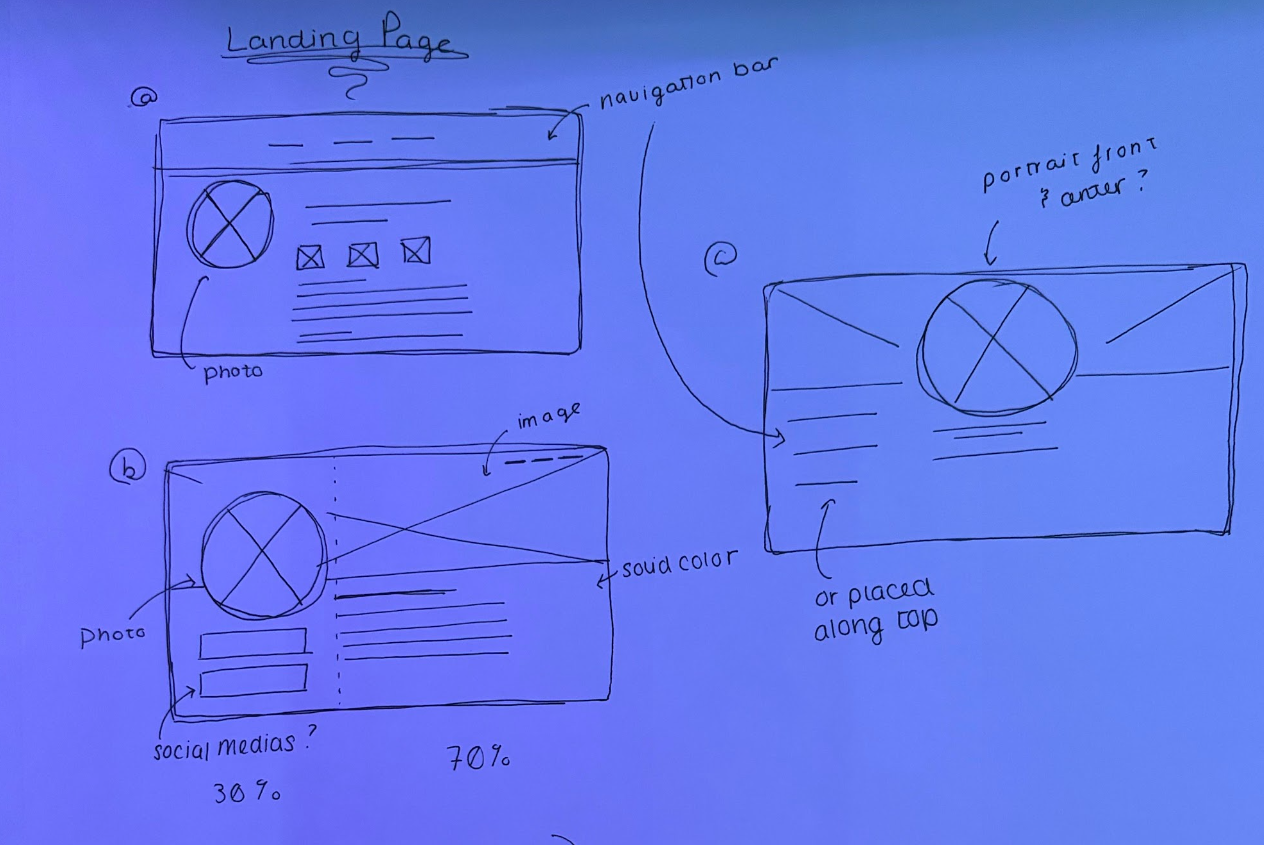 Landing Page
a
navigation bar
photo
portrait front
& center?
c
or placed
along top
b
image
solid color
photo
social medias?
30%
70%